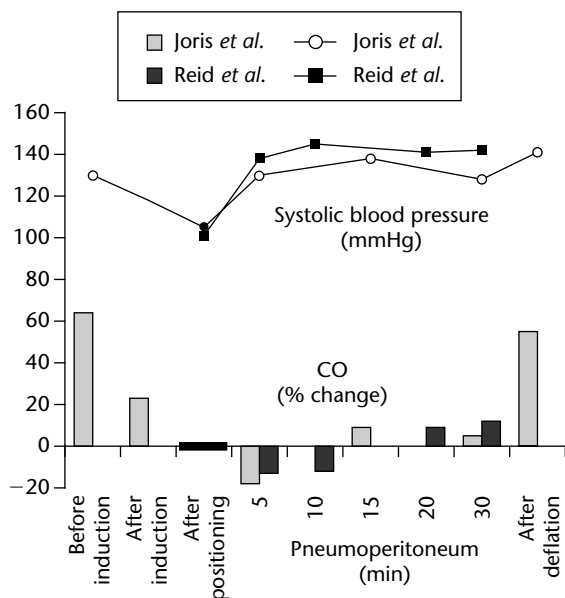 Joris et al. Joris et al.
Reid et al. Reid et al.
160
140
120
100
80
60
40
20
0
−20
Systolic blood pressure
(mmHg)
CO
(% change)
Before
induction
After
induction
After
positioning
5
10
15
20
30
After
deflation
Pneumoperitoneum
(min)